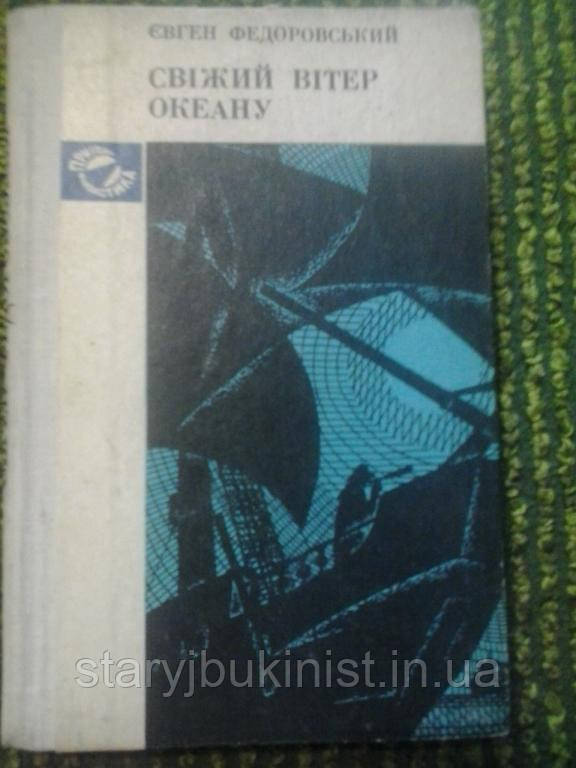 ЄВГЕН ФЕДОРОВСЬКИЙ
СВІЖИЙ ВІТЕР
ОКЕАНУ
staryjbukinist.in.ua